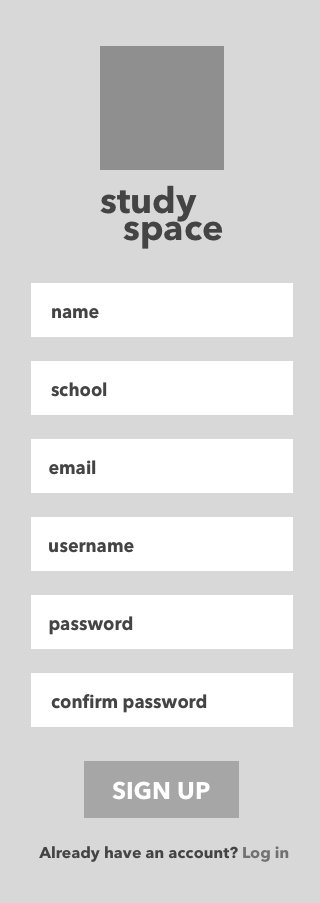 study
space
name
school
email
username
password
confirm password
SIGN UP
Already have an account? Log in